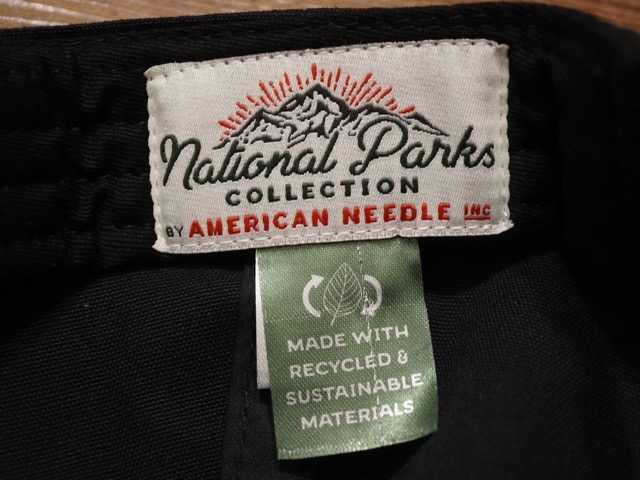 National Parks
COLLECTION
BY AMERICAN NEEDLE INC
MADE WITH
RECYCLED &
SUSTAINABLE
MATERIALS